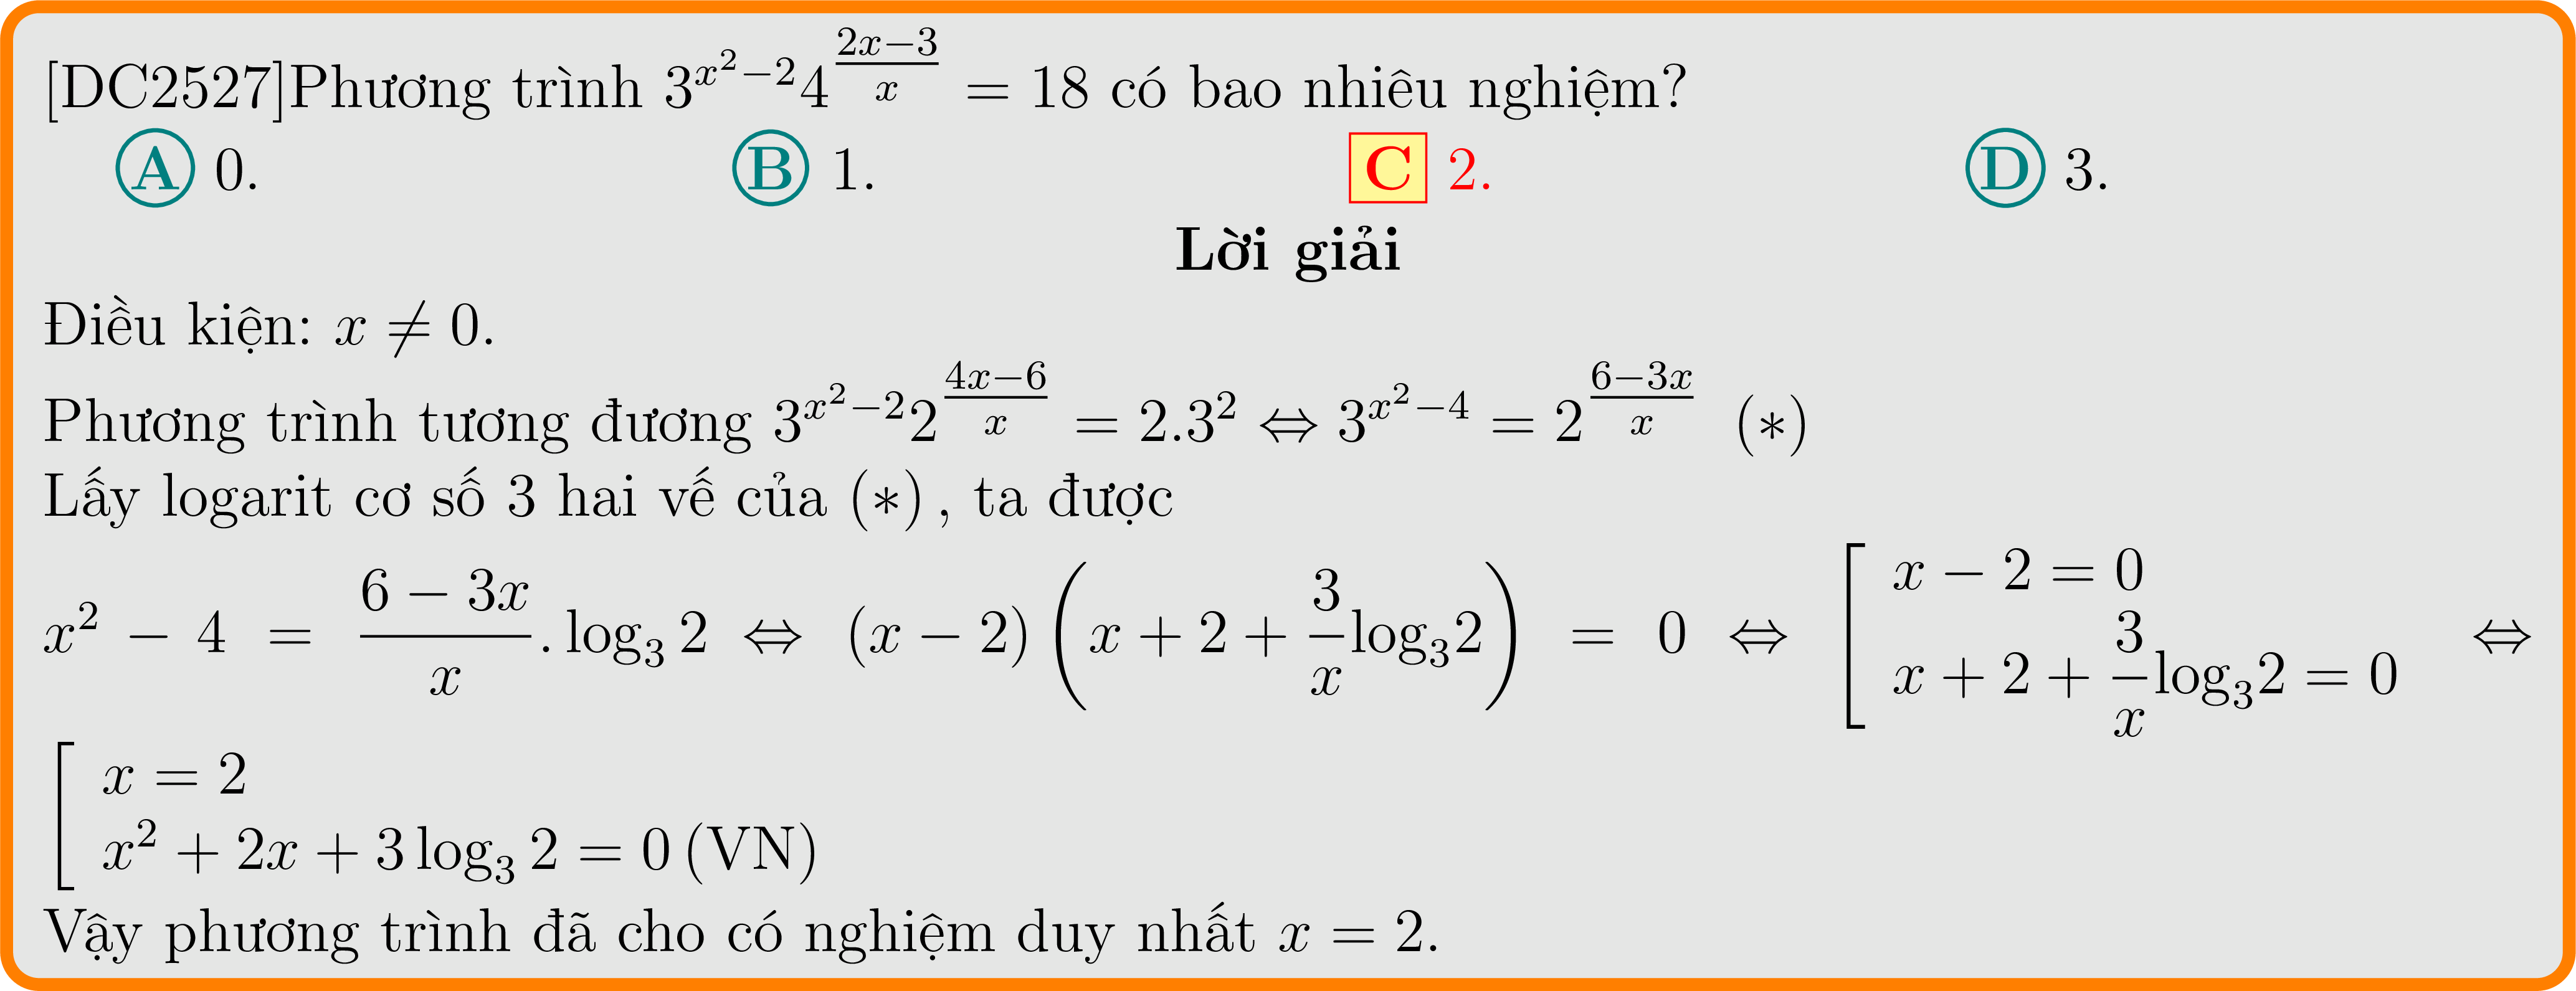 [DC2527]Phương trình $3^{x^2-2}4^{\frac{2x-3}{x}} = 18$ có bao nhiêu nghiệm?
A 0. B 1. C 2. D 3.
Lời giải
Điều kiện: $x \neq 0$.
Phương trình tương đương $3^{x^2-2}2^{\frac{4x-6}{x}} = 2.3^2 \Leftrightarrow 3^{x^2-4} = 2^{\frac{6-3x}{x}}$ $(*)$
Lấy logarit cơ số 3 hai vế của $(*)$, ta được
$x^2 - 4 = \frac{6-3x}{x}.\log_3 2 \Leftrightarrow (x-2)\left(x+2+\frac{3}{x}\log_3 2\right) = 0 \Leftrightarrow \left[\begin{array}{l} x-2=0 \\ x+2+\frac{3}{x}\log_3 2=0 \end{array}\right. \Leftrightarrow$
$\left[\begin{array}{l} x=2 \\ x^2+2x+3\log_3 2=0\,(\text{VN}) \end{array}\right.$
Vậy phương trình đã cho có nghiệm duy nhất $x = 2$.